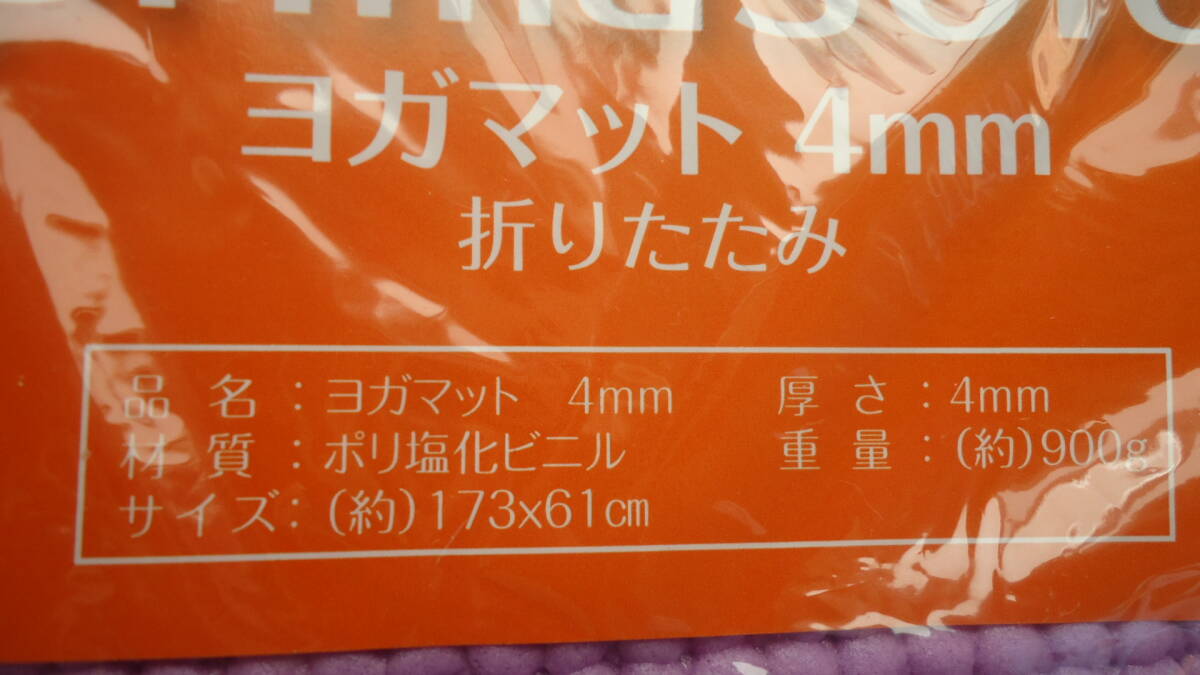 ヨガマット 4mm
折りたたみ
品名：ヨガマット 4mm
厚さ：4mm
材質：ポリ塩化ビニル
重量：(約)900g
サイズ：(約)173x61cm